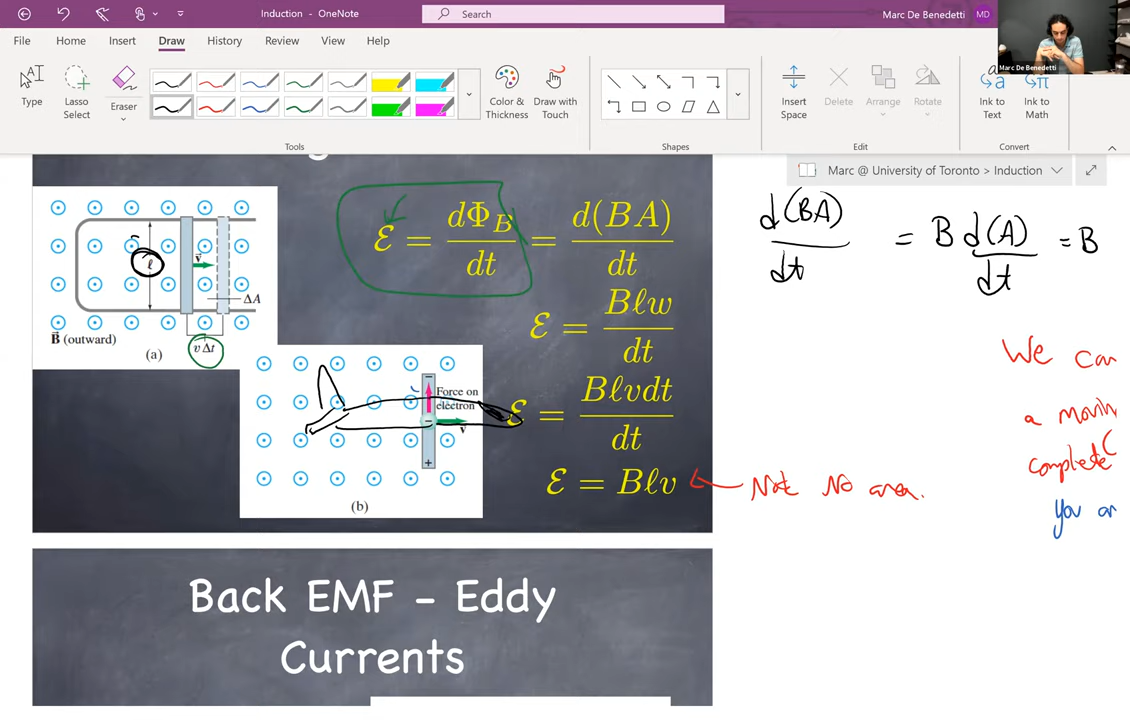 Induction - OneNote
Search
Marc De Benedetti
MD
File Home Insert Draw History Review View Help
Marc De Benedetti
Type
Lasso Select
Eraser
Color & Thickness
Draw with Touch
Insert Space
Delete
Arrange
Rotate
Ink to Text
Ink to Math
Tools
Shapes
Edit
Convert
Marc @ University of Toronto > Induction
ℰ = dΦ_B/dt = d(BA)/dt
ℰ = Bℓw/dt
ℰ = Bℓvdt/dt
ℰ = Bℓv
ℓ
v
ΔA
B (outward)
v Δt
(a)
−
Force on
electron
−
v
+
(b)
d(BA)/dt = B d(A)/dt = B
We can
a movin
complete
you ar
Not No area.
Back EMF - Eddy
Currents